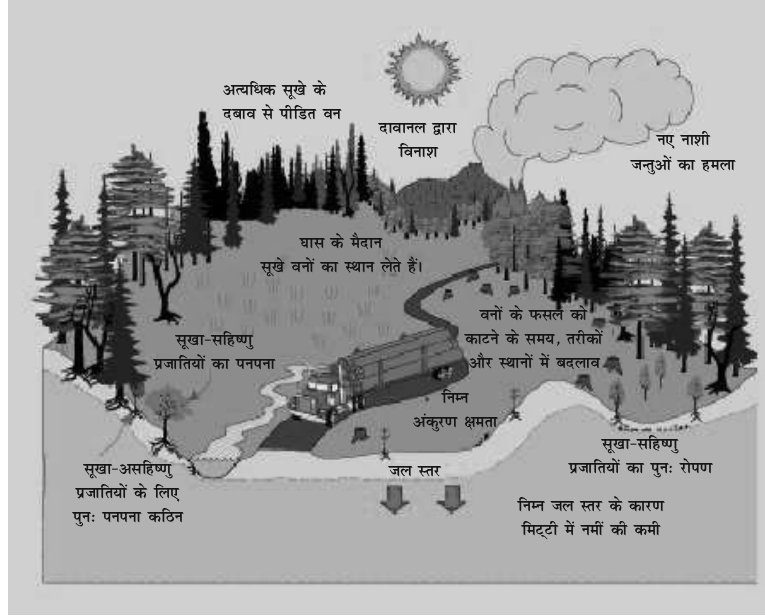 अत्यधिक सूखे के
दबाव से पीडित वन
दावानल द्वारा
विनाश
नए नाशी
जन्तुओं का हमला
घास के मैदान
सूखे वनों का स्थान लेते हैं।
वनों के फसल को
काटने के समय, तरीकों
और स्थानों में बदलाव
सूखा-सहिष्णु
प्रजातियों का पनपना
निम्न
अंकुरण क्षमता
सूखा-असहिष्णु
प्रजातियों के लिए
पुनः पनपना कठिन
जल स्तर
सूखा-सहिष्णु
प्रजातियों का पुनः रोपण
निम्न जल स्तर के कारण
मिट्टी में नमीं की कमी